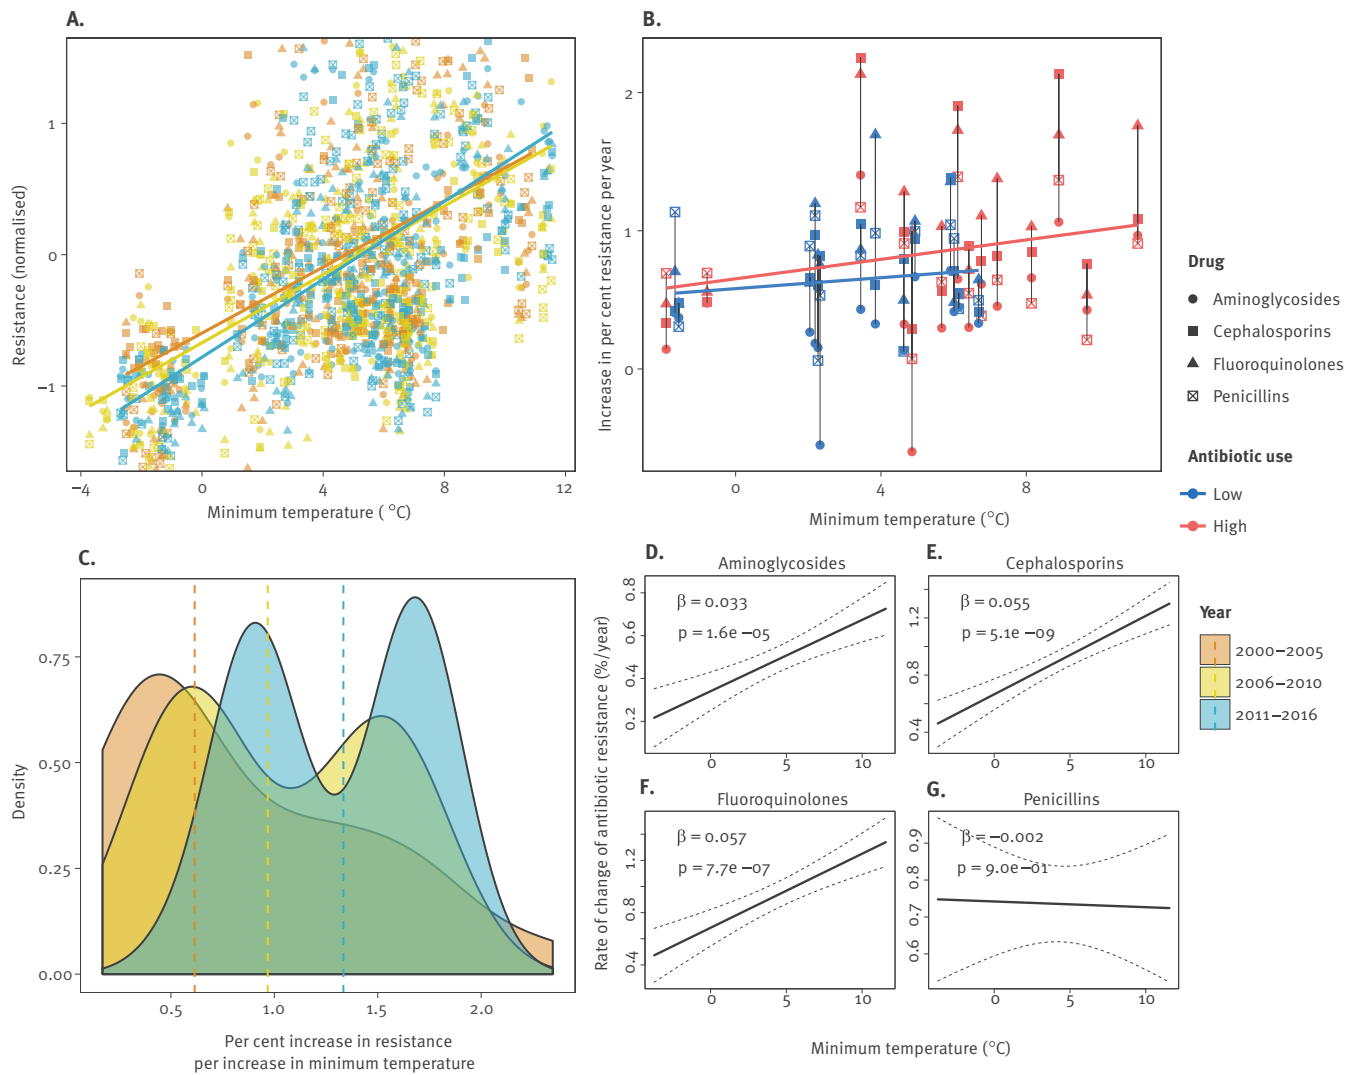 A.
Resistance (normalised)
1
0
−1
−4
0
4
8
12
Minimum temperature ( °C)
B.
Increase in per cent resistance per year
2
1
0
0
4
8
Minimum temperature (°C)
Drug
Aminoglycosides
Cephalosporins
Fluoroquinolones
Penicillins
Antibiotic use
Low
High
C.
Density
0.75
0.50
0.25
0.00
0.5
1.0
1.5
2.0
Per cent increase in resistance
per increase in minimum temperature
Rate of change of antibiotic resistance (%/year)
D.
Aminoglycosides
β = 0.033
p = 1.6e −05
0.8
0.6
0.4
0.2
0
5
10
E.
Cephalosporins
β = 0.055
p = 5.1e −09
1.2
0.8
0.4
0
5
10
F.
Fluoroquinolones
β = 0.057
p = 7.7e −07
1.2
0.8
0.4
0
5
10
G.
Penicillins
β = −0.002
p = 9.0e−01
0.9
0.8
0.7
0.6
0
5
10
Minimum temperature (°C)
Year
2000−2005
2006−2010
2011−2016